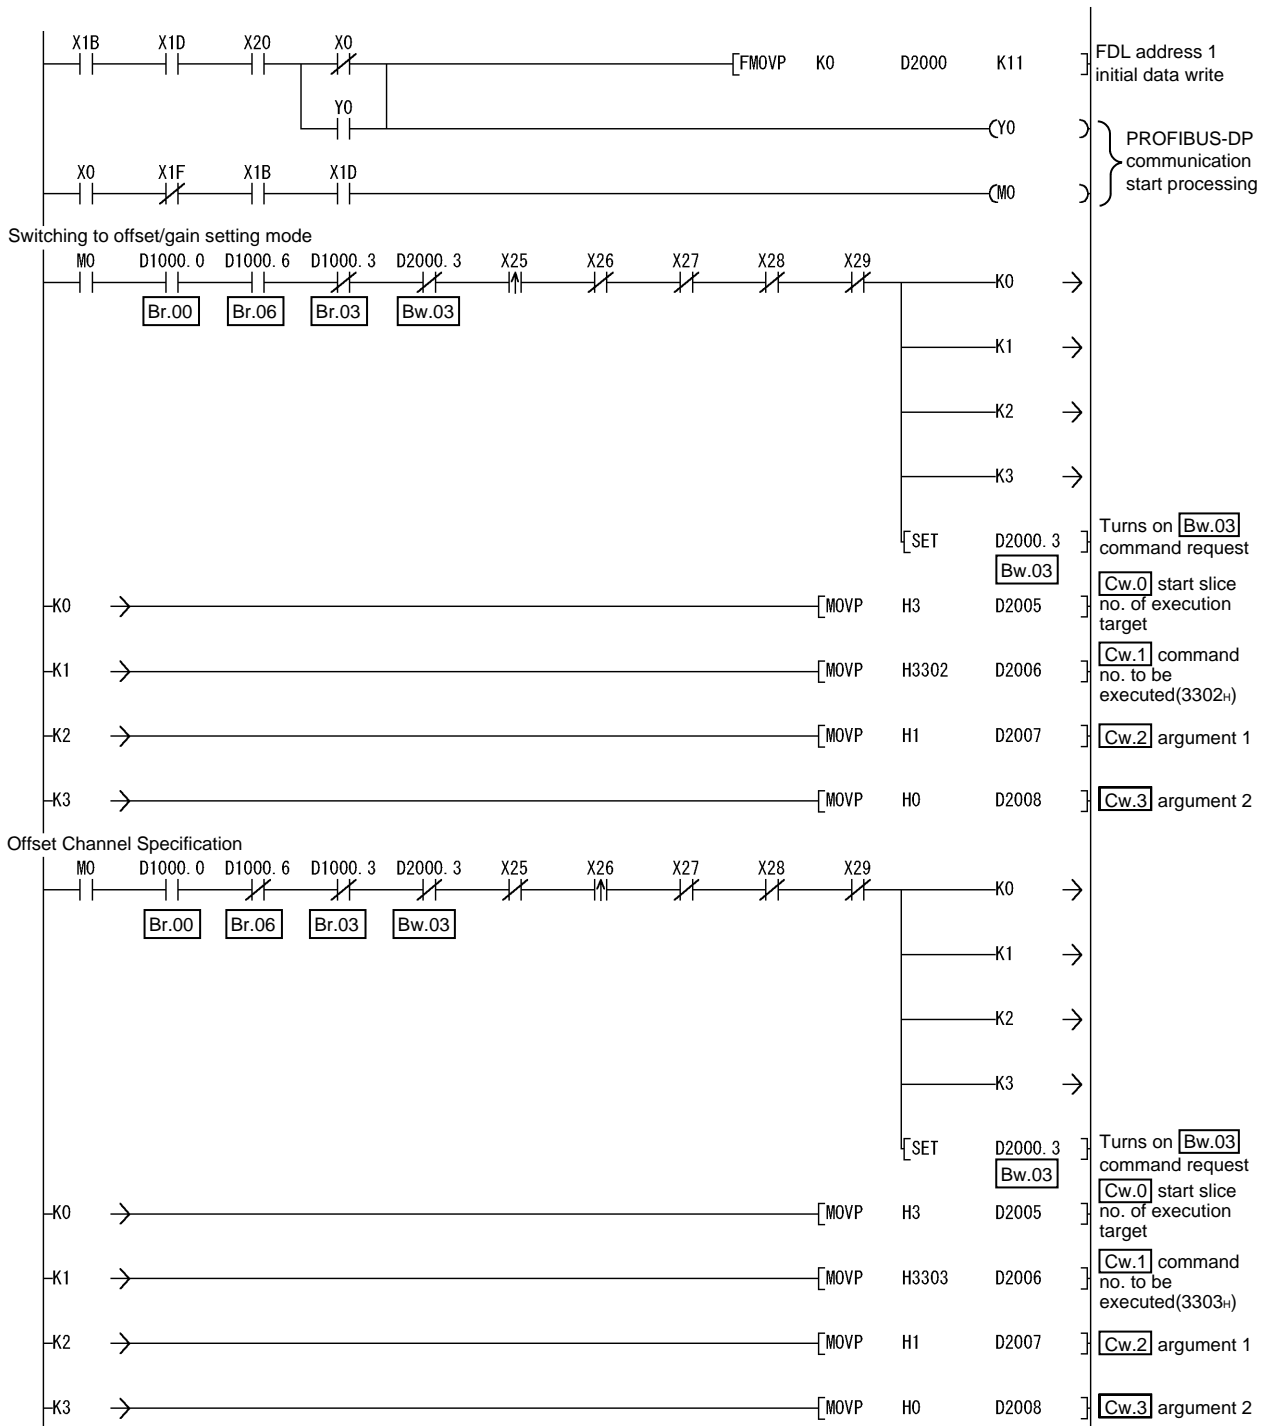 X1B X1D X20 X0
[FMOVP K0 D2000 K11 ]
FDL address 1
initial data write
Y0
(Y0 )
PROFIBUS-DP
communication
start processing
X0 X1F X1B X1D
(M0 )
Switching to offset/gain setting mode
M0 D1000. 0 D1000. 6 D1000. 3 D2000. 3 X25 X26 X27 X28 X29
K0
Br.00 Br.06 Br.03 Bw.03
K1
K2
K3
[SET D2000. 3 ]
Bw.03
Turns on Bw.03
command request
K0 [MOVP H3 D2005 ]
Cw.0 start slice
no. of execution
target
K1 [MOVP H3302 D2006 ]
Cw.1 command
no. to be
executed(3302H)
K2 [MOVP H1 D2007 ]
Cw.2 argument 1
K3 [MOVP H0 D2008 ]
Cw.3 argument 2
Offset Channel Specification
M0 D1000. 0 D1000. 6 D1000. 3 D2000. 3 X25 X26 X27 X28 X29
K0
Br.00 Br.06 Br.03 Bw.03
K1
K2
K3
[SET D2000. 3 ]
Bw.03
Turns on Bw.03
command request
K0 [MOVP H3 D2005 ]
Cw.0 start slice
no. of execution
target
K1 [MOVP H3303 D2006 ]
Cw.1 command
no. to be
executed(3303H)
K2 [MOVP H1 D2007 ]
Cw.2 argument 1
K3 [MOVP H0 D2008 ]
Cw.3 argument 2